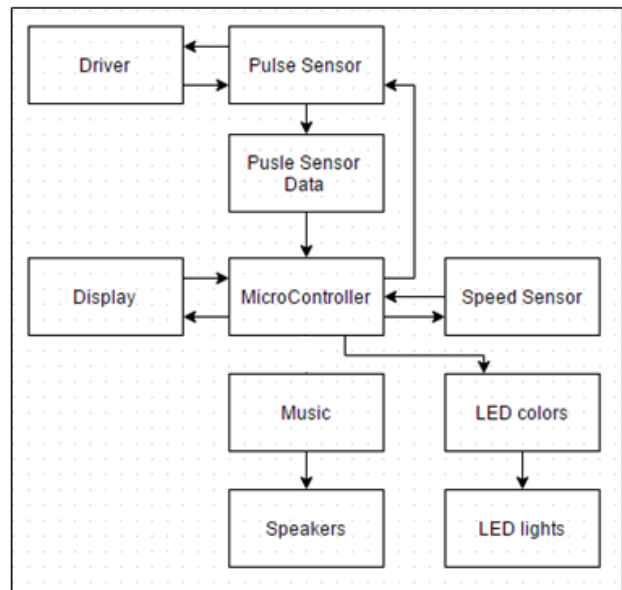 Driver
Pulse Sensor
Pusle Sensor
Data
Display
MicroController
Speed Sensor
Music
LED colors
Speakers
LED lights